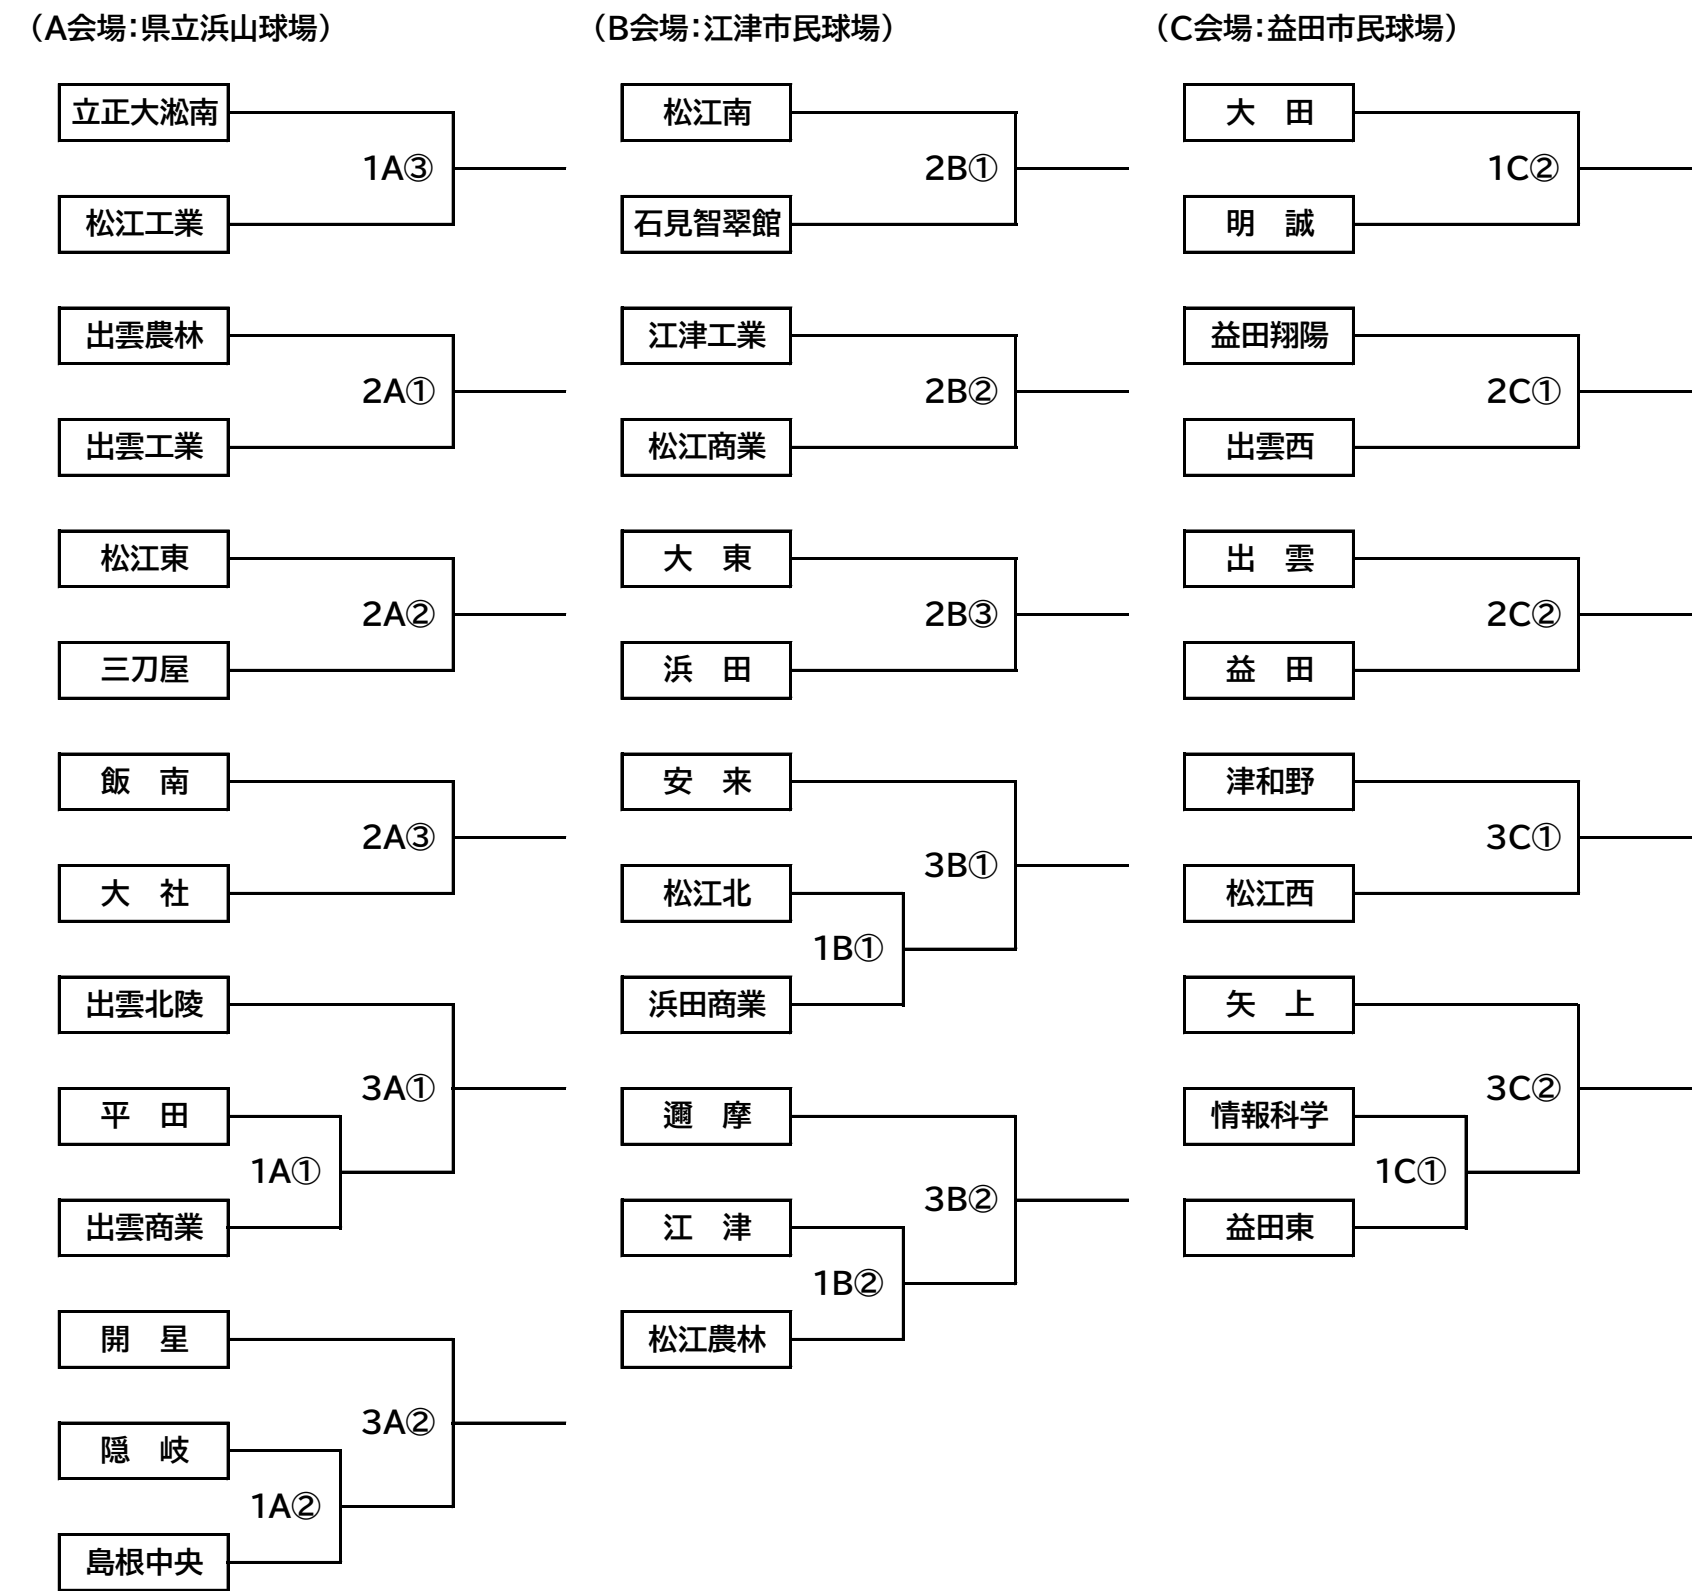 （A会場：県立浜山球場）
立正大淞南
1A③
松江工業
出雲農林
2A①
出雲工業
松江東
2A②
三刀屋
飯　南
2A③
大　社
出雲北陵
3A①
平　田
1A①
出雲商業
開　星
3A②
隠　岐
1A②
島根中央
（B会場：江津市民球場）
松江南
2B①
石見智翠館
江津工業
2B②
松江商業
大　東
2B③
浜　田
安　来
3B①
松江北
1B①
浜田商業
邇　摩
3B②
江　津
1B②
松江農林
（C会場：益田市民球場）
大　田
1C②
明　誠
益田翔陽
2C①
出雲西
出　雲
2C②
益　田
津和野
3C①
松江西
矢　上
3C②
情報科学
1C①
益田東